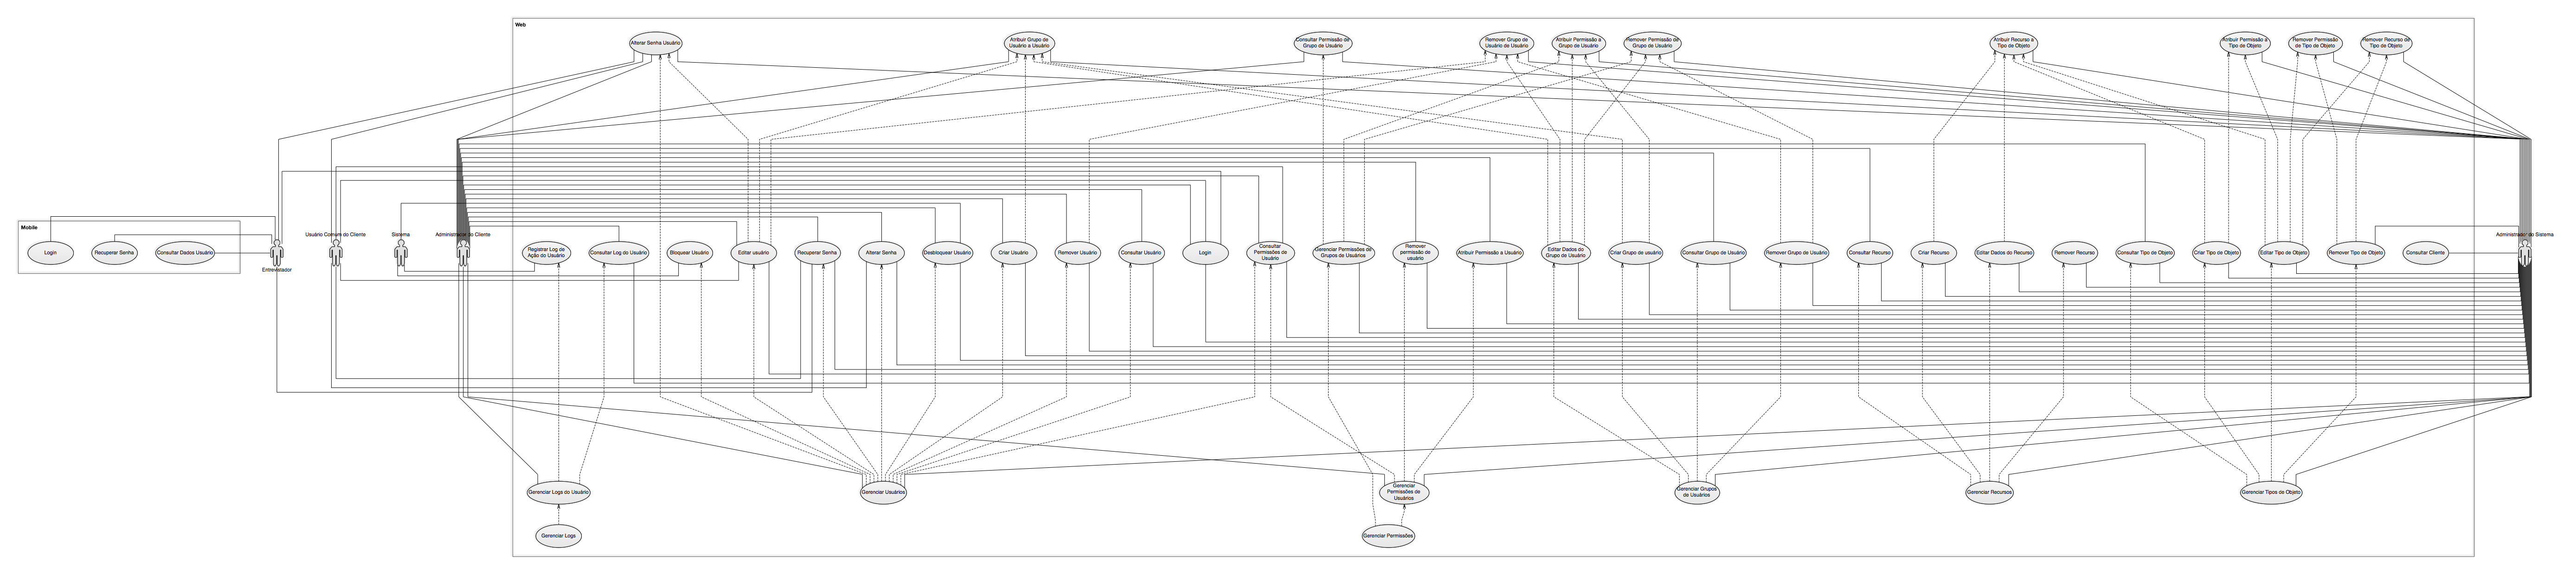 Web
Alterar Senha Usuário
Atribuir Grupo de
Usuário a Usuário
Consultar Permissão de
Grupo de Usuário
Remover Grupo de
Usuário de Usuário
Atribuir Permissão a
Grupo de Usuário
Remover Permissão de
Grupo de Usuário
Atribuir Recurso a
Tipo de Objeto
Atribuir Permissão a
Tipo de Objeto
Remover Permissão
de Tipo de Objeto
Remover Recurso de
Tipo de Objeto
Mobile
Login
Recuperar Senha
Consultar Dados Usuário
Entrevistador
Usuário Comum do Cliente
Sistema
Administrador do Cliente
Registrar Log de
Ação do Usuário
Consultar Log do Usuário
Bloquear Usuário
Editar usuário
Recuperar Senha
Alterar Senha
Desbloquear Usuário
Criar Usuário
Remover Usuário
Consultar Usuário
Login
Consultar
Permissões de
Usuário
Gerenciar Permissões de
Grupos de Usuários
Remover
permissão de
usuário
Atribuir Permissão a Usuário
Editar Dados do
Grupo de Usuário
Criar Grupo de usuário
Consultar Grupo de Usuário
Remover Grupo de Usuário
Consultar Recurso
Criar Recurso
Editar Dados do Recurso
Remover Recurso
Consultar Tipo de Objeto
Criar Tipo de Objeto
Editar Tipo de Objeto
Remover Tipo de Objeto
Consultar Cliente
Administrador do Sistema
Gerenciar Logs do Usuário
Gerenciar Usuários
Gerenciar
Permissões de
Usuários
Gerenciar Grupos
de Usuários
Gerenciar Recursos
Gerenciar Tipos de Objeto
Gerenciar Logs
Gerenciar Permissões